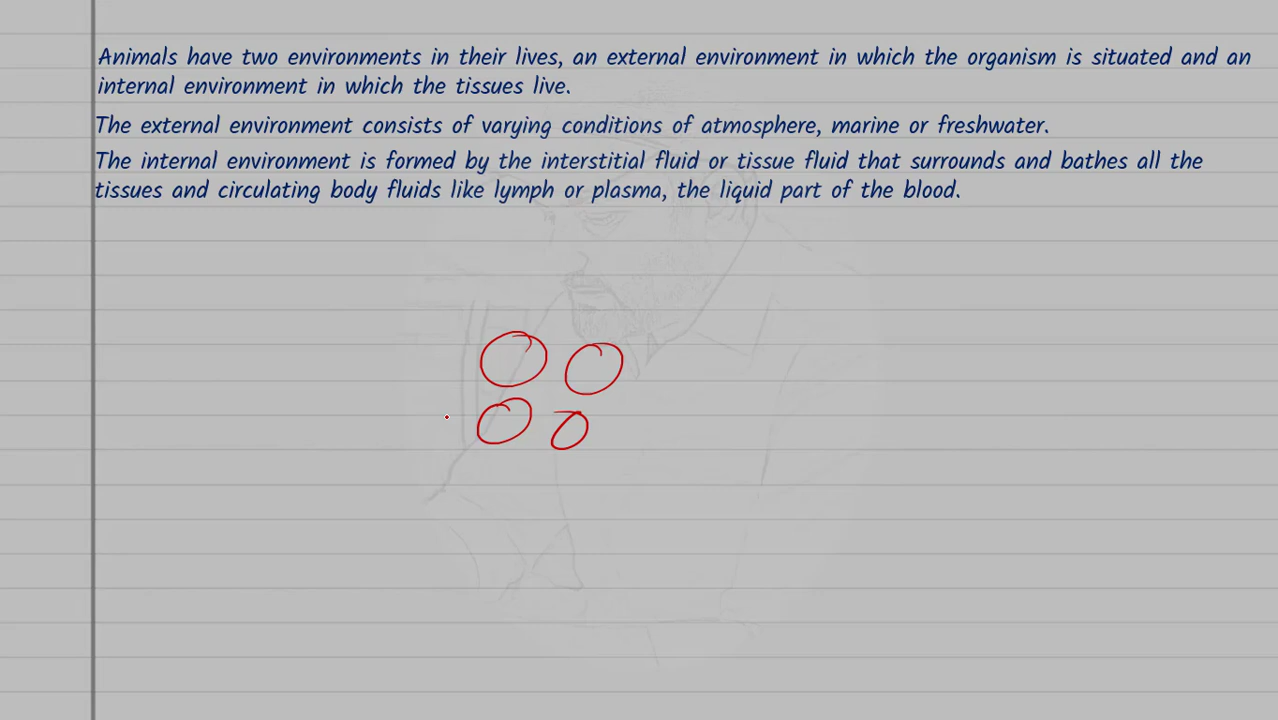 Animals have two environments in their lives, an external environment in which the organism is situated and an
internal environment in which the tissues live.
The external environment consists of varying conditions of atmosphere, marine or freshwater.
The internal environment is formed by the interstitial fluid or tissue fluid that surrounds and bathes all the
tissues and circulating body fluids like lymph or plasma, the liquid part of the blood.